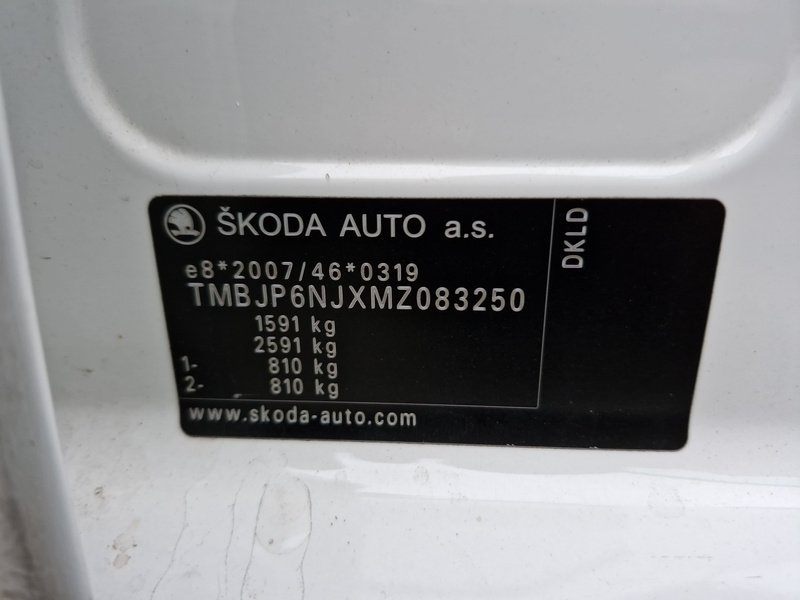 ŠKODA AUTO a.s.
DKLD
e8*2007/46*0319
TMBJP6NJXMZ083250
1591 kg
2591 kg
1- 810 kg
2- 810 kg
www.skoda-auto.com